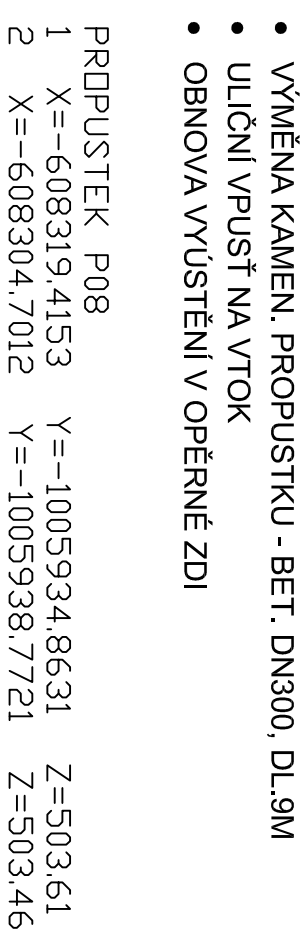 • VÝMĚNA KAMEN. PROPUSTKU - BET. DN300, DL.9M
• ULIČNÍ VPUSŤ NA VTOK
• OBNOVA VYÚSTĚNÍ V OPĚRNÉ ZDI
PROPUSTEK P08
1 X=-608319.4153 Y=-1005934.8631 Z=503.61
2 X=-608304.7012 Y=-1005938.7721 Z=503.46